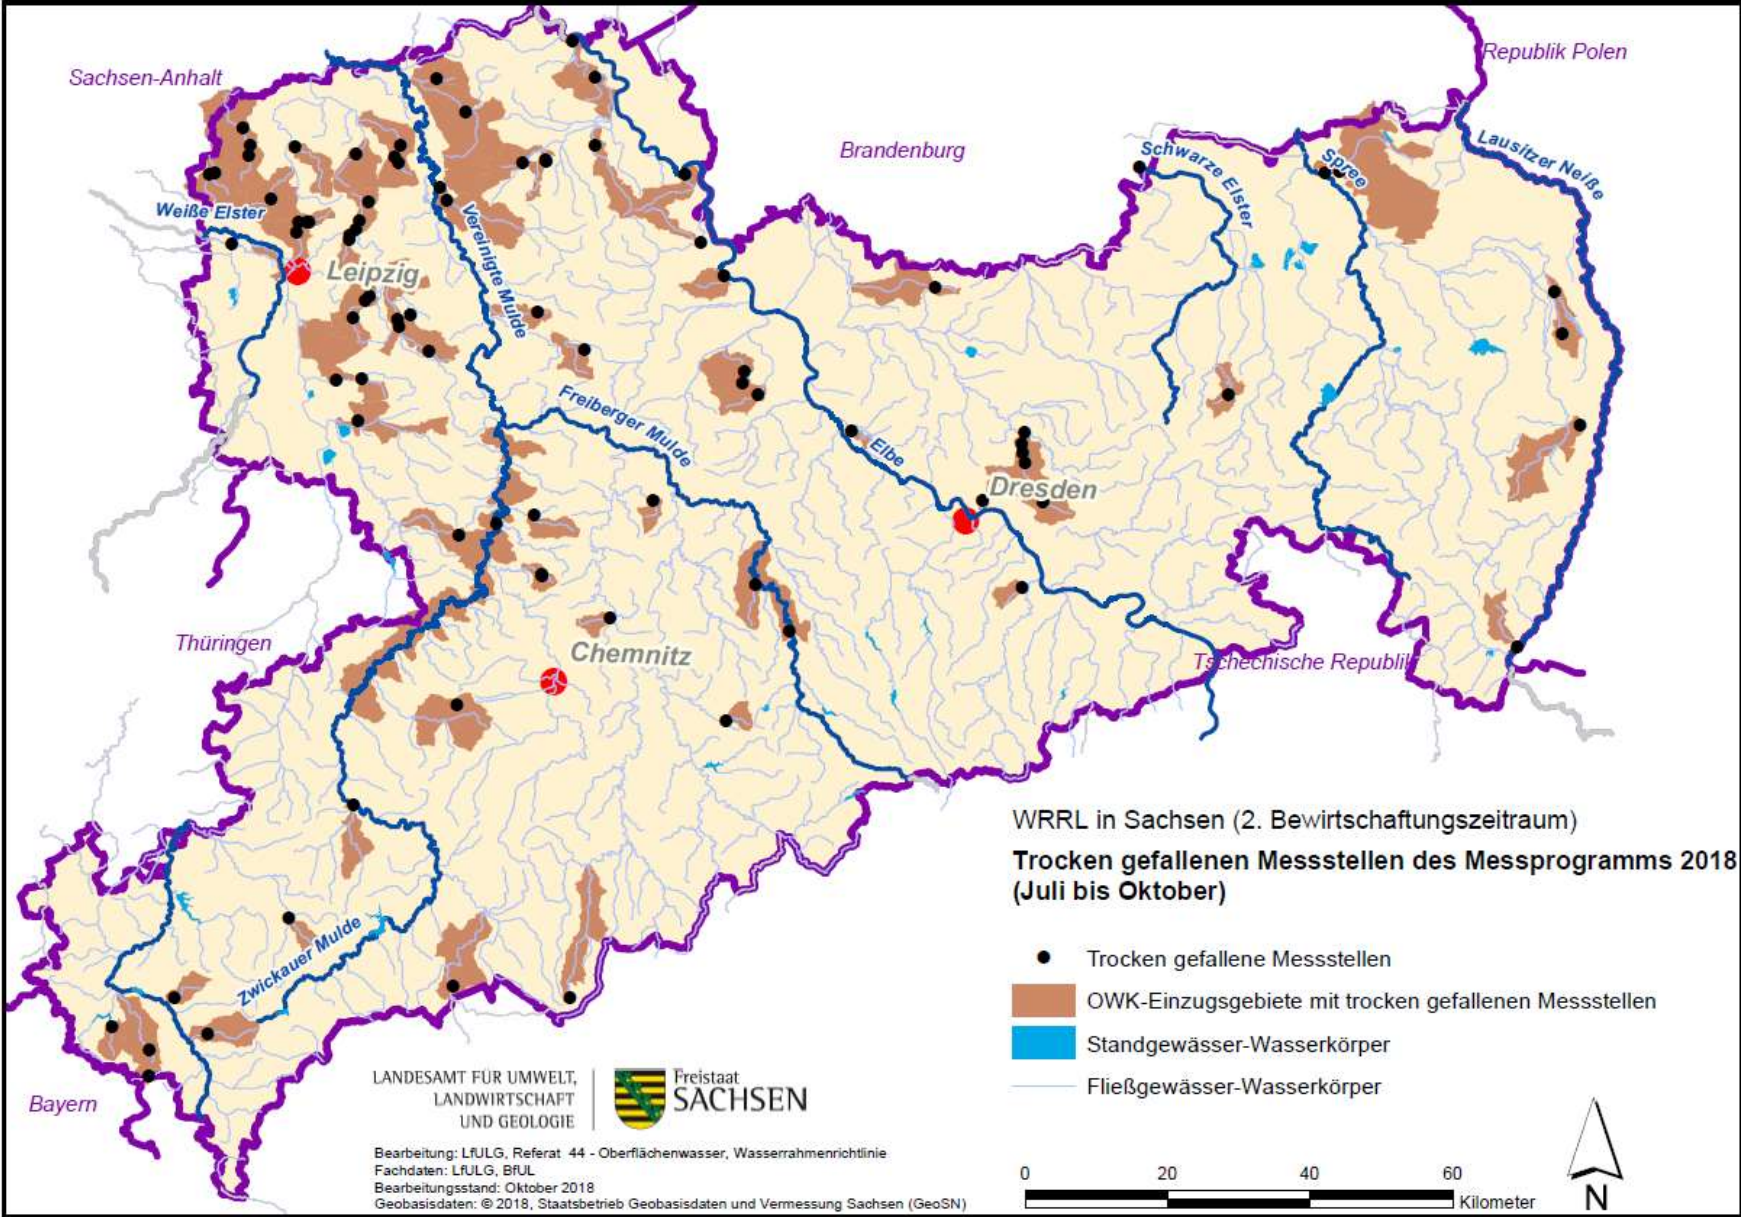 Sachsen-Anhalt
Republik Polen
Brandenburg
Schwarze Elster
Spree
Lausitzer Neiße
Weiße Elster
Vereinigte Mulde
Leipzig
Freiberger Mulde
Elbe
Dresden
Thüringen
Chemnitz
Tschechische Republik
Zwickauer Mulde
Bayern
WRRL in Sachsen (2. Bewirtschaftungszeitraum)
Trocken gefallenen Messstellen des Messprogramms 2018
(Juli bis Oktober)
Trocken gefallene Messstellen
OWK-Einzugsgebiete mit trocken gefallenen Messstellen
Standgewässer-Wasserkörper
Fließgewässer-Wasserkörper
LANDESAMT FÜR UMWELT,
LANDWIRTSCHAFT
UND GEOLOGIE
Freistaat
SACHSEN
Bearbeitung: LfULG, Referat 44 - Oberflächenwasser, Wasserrahmenrichtlinie
Fachdaten: LfULG, BfUL
Bearbeitungsstand: Oktober 2018
Geobasisdaten: © 2018, Staatsbetrieb Geobasisdaten und Vermessung Sachsen (GeoSN)
0 20 40 60
Kilometer
N